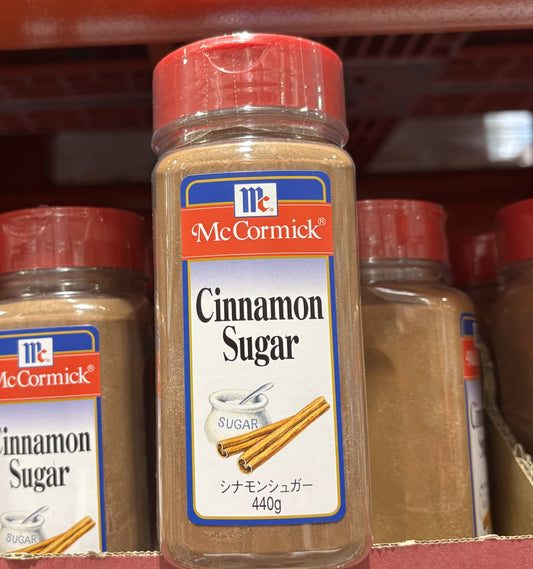 Mc
McCormick®
Cinnamon
Sugar
SUGAR
シナモンシュガー
440g
Mc
McCormick®
Cinnamon
Sugar
SUGAR